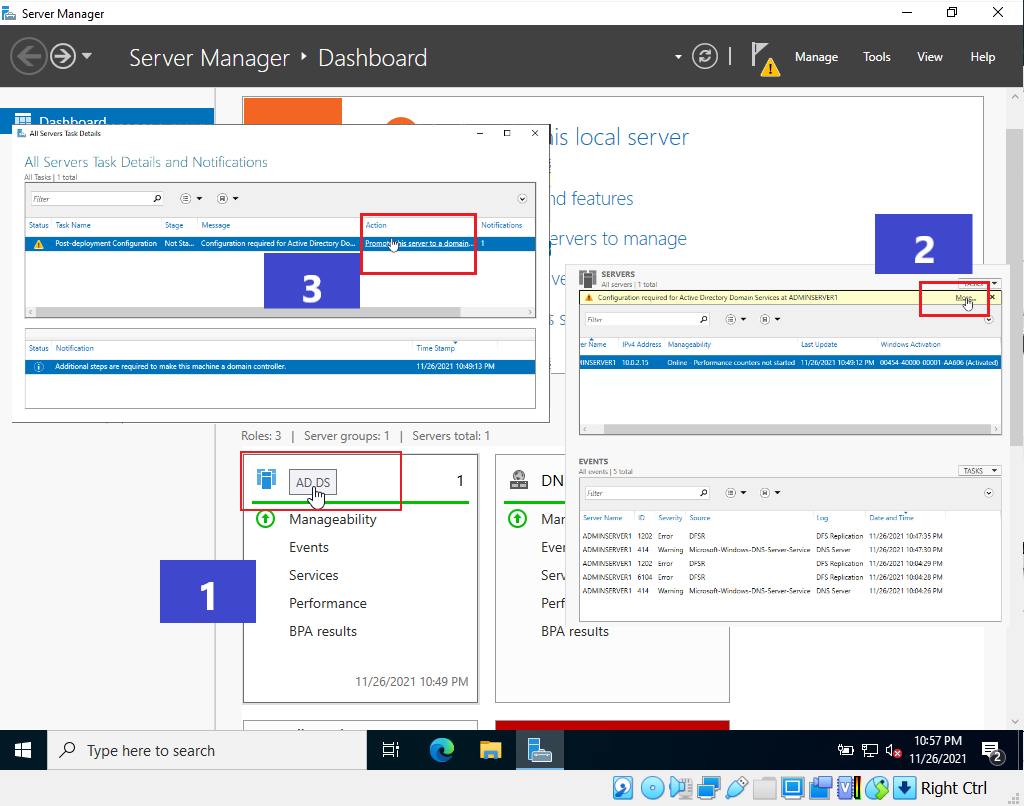 Server Manager
Server Manager ‣ Dashboard
Manage Tools View Help
Dashboard
his local server
nd features
ervers to manage
All Servers Task Details
All Servers Task Details and Notifications
All Tasks | 1 total
Filter
Status Task Name Stage Message Action Notifications
Post-deployment Configuration Not Sta... Configuration required for Active Directory Do... Promote this server to a domain... 1
3
Status Notification Time Stamp
Additional steps are required to make this machine a domain controller. 11/26/2021 10:49:13 PM
2
SERVERS
All servers | 1 total
TASKS
Configuration required for Active Directory Domain Services at ADMINSERVER1 More...
Filter
er Name IPv4 Address Manageability Last Update Windows Activation
MINSERVER1 10.0.2.15 Online - Performance counters not started 11/26/2021 10:49:12 PM 00454-40000-00001-AA606 (Activated)
EVENTS
All events | 5 total
TASKS
Filter
Server Name ID Severity Source Log Date and Time
ADMINSERVER1 1202 Error DFSR DFS Replication 11/26/2021 10:47:35 PM
ADMINSERVER1 414 Warning Microsoft-Windows-DNS-Server-Service DNS Server 11/26/2021 10:47:30 PM
ADMINSERVER1 1202 Error DFSR DFS Replication 11/26/2021 10:04:29 PM
ADMINSERVER1 6104 Error DFSR DFS Replication 11/26/2021 10:04:28 PM
ADMINSERVER1 414 Warning Microsoft-Windows-DNS-Server-Service DNS Server 11/26/2021 10:04:26 PM
Roles: 3 | Server groups: 1 | Servers total: 1
AD DS 1
Manageability
Events
Services
Performance
BPA results
11/26/2021 10:49 PM
1
DN
Mar
Eve
Serv
Perf
BPA results
Type here to search
10:57 PM
11/26/2021
2
Right Ctrl